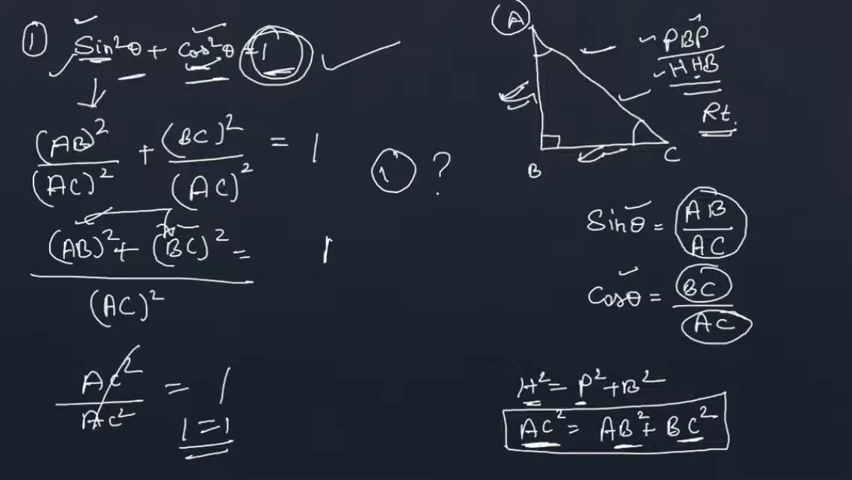 ① Sin²θ + cos²θ = 1
(AB)²/(AC)² + (BC)²/(AC)² = 1
(AB)² + (BC)² = 1
(AC)²
AC²/AC² = 1
1=1
A
B
C
PBP
HHB
Rt.
1 ?
Sinθ = AB/AC
Cosθ = BC/AC
H² = P² + B²
AC² = AB² + BC²